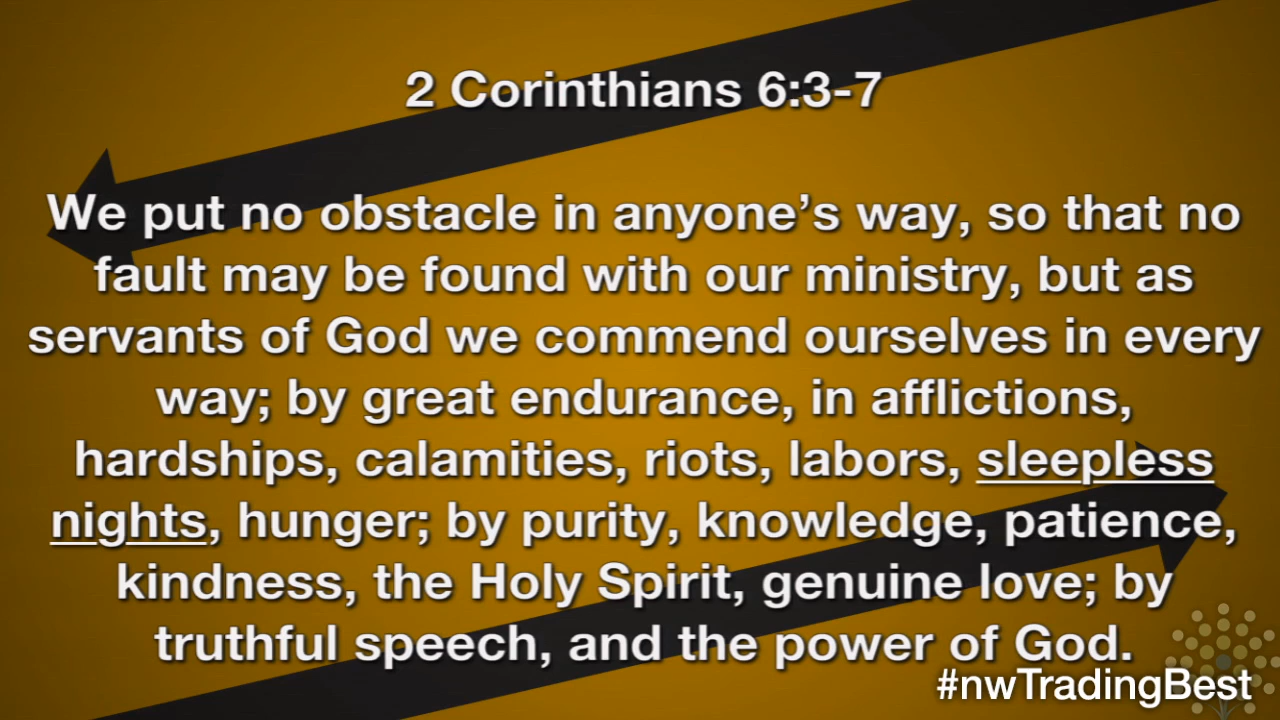 2 Corinthians 6:3-7
We put no obstacle in anyone’s way, so that no
fault may be found with our ministry, but as
servants of God we commend ourselves in every
way; by great endurance, in afflictions,
hardships, calamities, riots, labors, sleepless
nights, hunger; by purity, knowledge, patience,
kindness, the Holy Spirit, genuine love; by
truthful speech, and the power of God.
#nwTradingBest